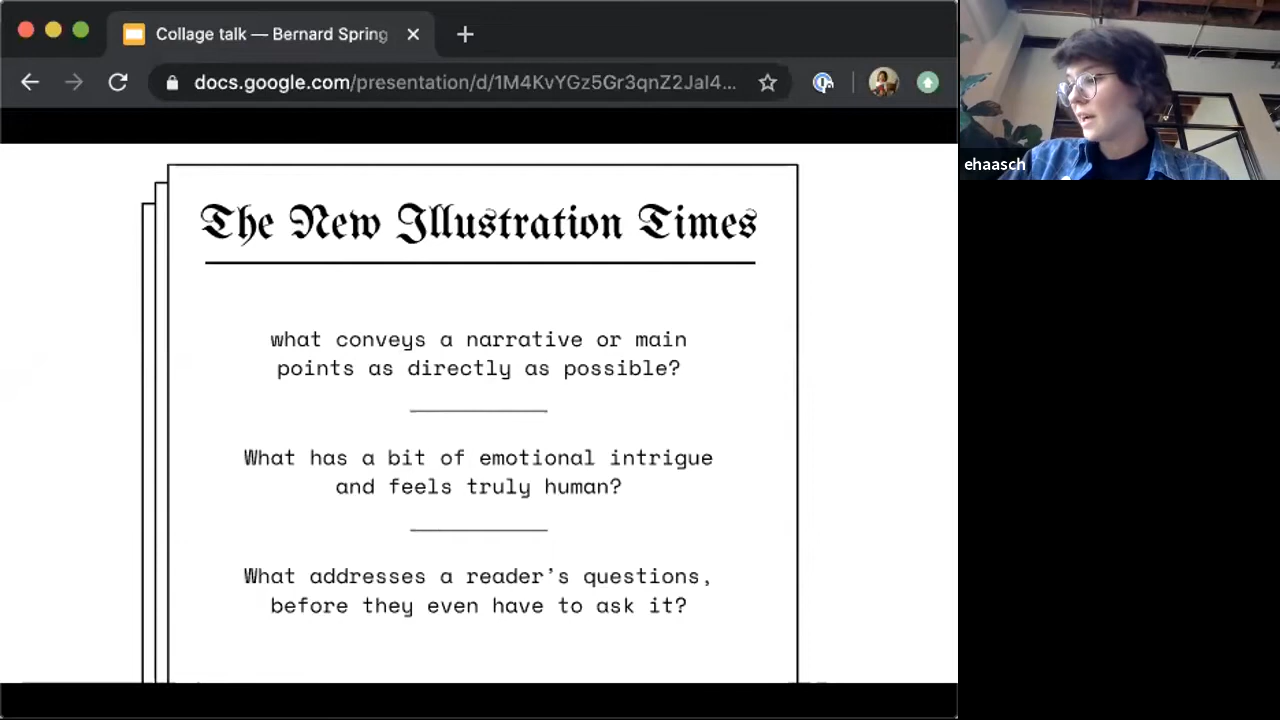 Collage talk — Bernard Spring
docs.google.com/presentation/d/1M4KvYGz5Gr3qnZ2JaI4...
ehaasch
The New Illustration Times
what conveys a narrative or main
points as directly as possible?
What has a bit of emotional intrigue
and feels truly human?
What addresses a reader's questions,
before they even have to ask it?